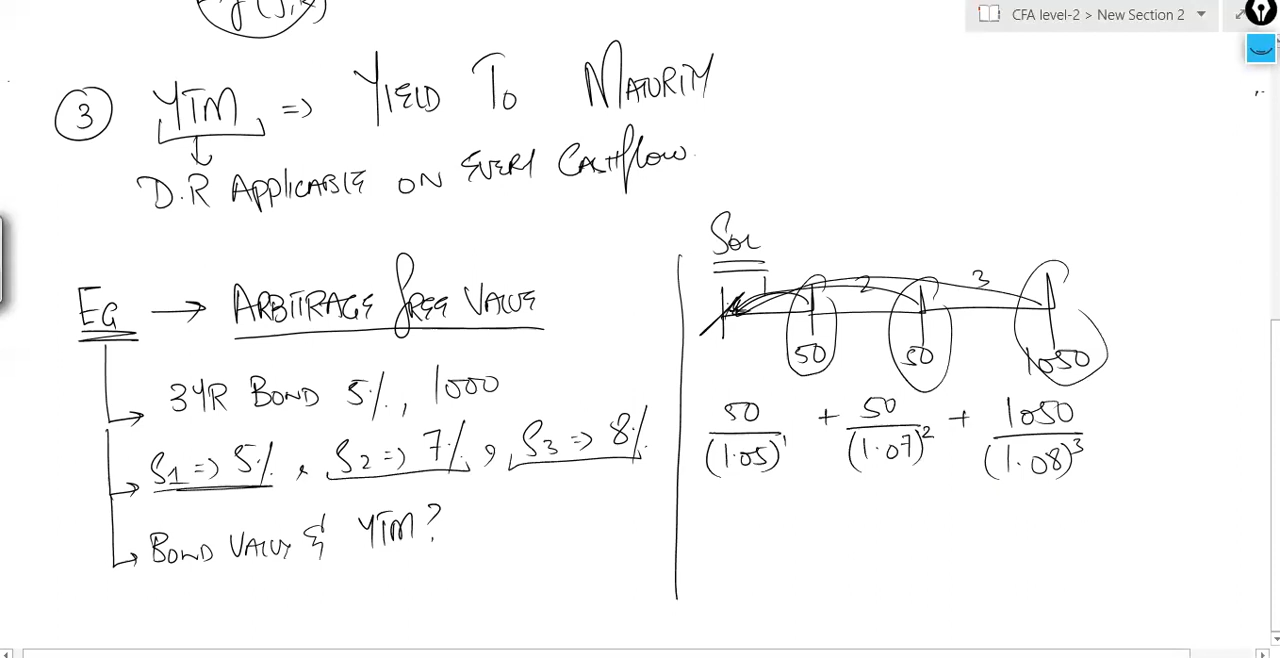 CFA level-2 > New Section 2
3 YTM => YIELD TO MATURITY
D.R APPLICABLE ON EVERY CASHFLOW.
EG → ARBITRAGE FREE VALUE
3YR BOND 5%, 1000
S1 => 5%, S2 => 7%, S3 => 8%
BOND VALUE & YTM?
Sol
1 2 3
50 50 1050
50/(1.05)^1 + 50/(1.07)^2 + 1050/(1.08)^3